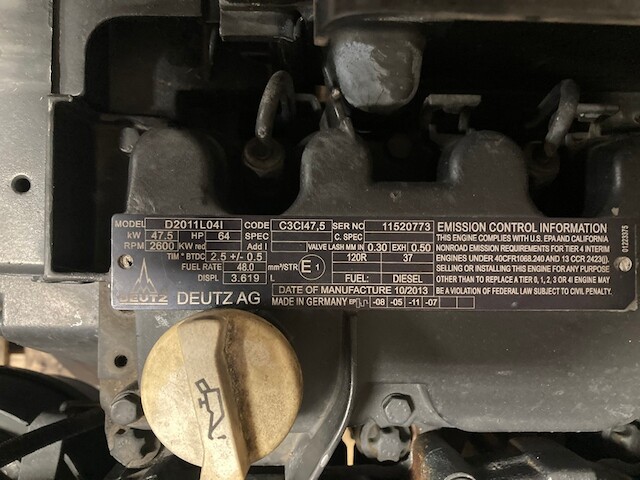 MODEL D2011L04I CODE C3CI47,5 SER NO 11520773
kW 47.5 HP 64 SPEC C. SPEC
RPM 2600 KW red Add I VALVE LASH MM IN 0.30 EXH 0.50
TIM ° BTDC 2.5 +/- 0.5 120R 37
FUEL RATE 48.0 mm³/STR E 1 FUEL: DIESEL
DISPL 3.619 L
DATE OF MANUFACTURE 10/2013
DEUTZ DEUTZ AG MADE IN GERMANY -08 -05 -11 -07
EMISSION CONTROL INFORMATION
THIS ENGINE COMPLIES WITH U.S. EPA AND CALIFORNIA
NONROAD EMISSION REQUIREMENTS FOR TIER 4 INTERIM
ENGINES UNDER 40CFR1068.240 AND 13 CCR 2423(j).
SELLING OR INSTALLING THIS ENGINE FOR ANY PURPOSE
OTHER THAN TO REPLACE A TIER 0, 1, 2, 3 OR 4I ENGINE MAY
BE A VIOLATION OF FEDERAL LAW SUBJECT TO CIVIL PENALTY.
01223375